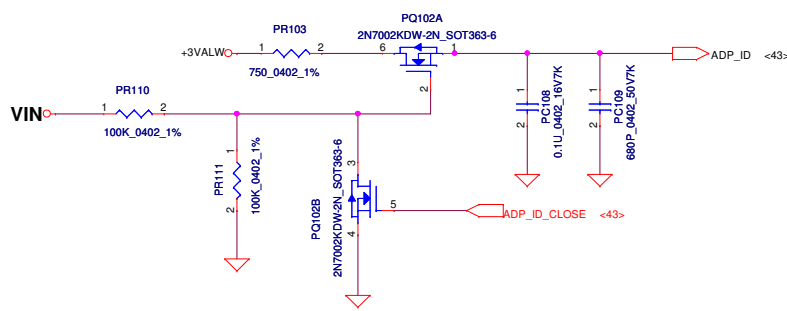 PQ102A
2N7002KDW-2N_SOT363-6
PR103
+3VALW
1
2
6
1
750_0402_1%
2
ADP_ID
<43>
PR110
VIN
1
2
100K_0402_1%
1
2
PC108
0.1U_0402_16V7K
1
2
PC109
680P_0402_50V7K
1
2
PR111
100K_0402_1%
3
4
5
PQ102B
2N7002KDW-2N_SOT363-6
ADP_ID_CLOSE
<43>